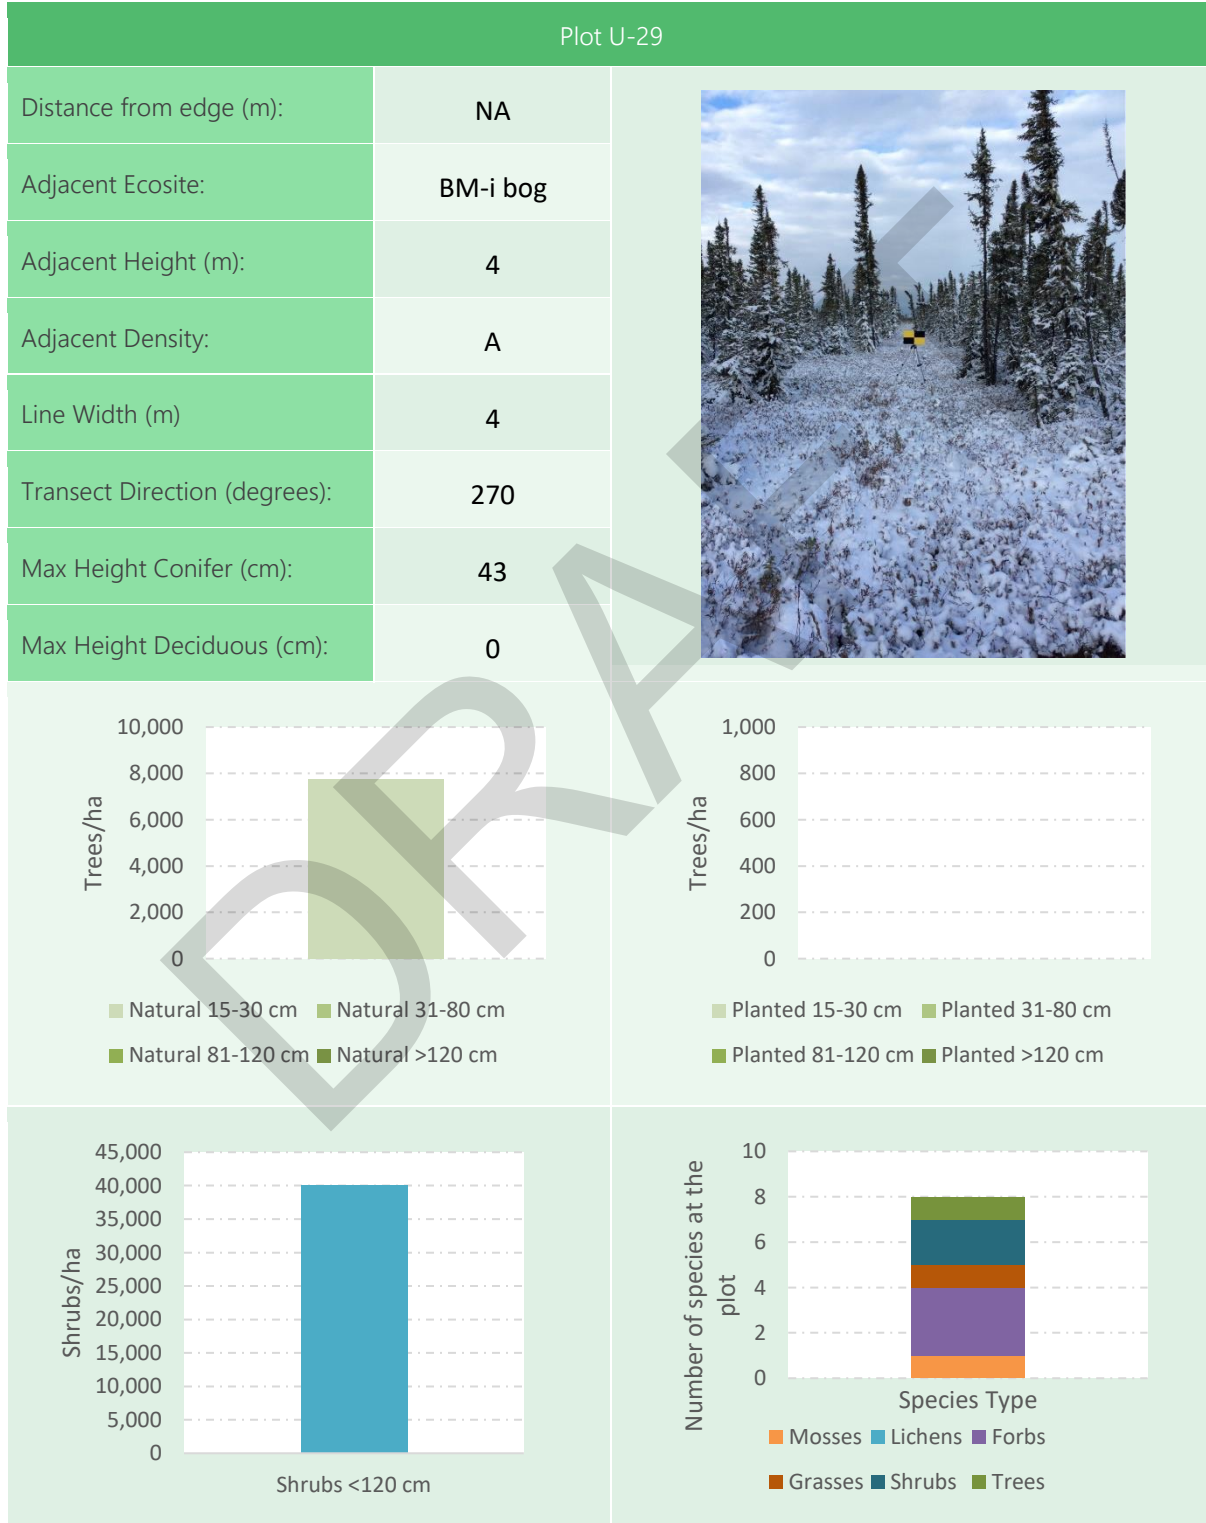 Plot U-29
Distance from edge (m): NA
Adjacent Ecosite: BM-i bog
Adjacent Height (m): 4
Adjacent Density: A
Line Width (m) 4
Transect Direction (degrees): 270
Max Height Conifer (cm): 43
Max Height Deciduous (cm): 0
Trees/ha
10,000
8,000
6,000
4,000
2,000
0
Natural 15-30 cm Natural 31-80 cm
Natural 81-120 cm Natural >120 cm
Trees/ha
1,000
800
600
400
200
0
Planted 15-30 cm Planted 31-80 cm
Planted 81-120 cm Planted >120 cm
Shrubs/ha
45,000
40,000
35,000
30,000
25,000
20,000
15,000
10,000
5,000
0
Shrubs <120 cm
Number of species at the
plot
10
8
6
4
2
0
Species Type
Mosses Lichens Forbs
Grasses Shrubs Trees
DRAFT